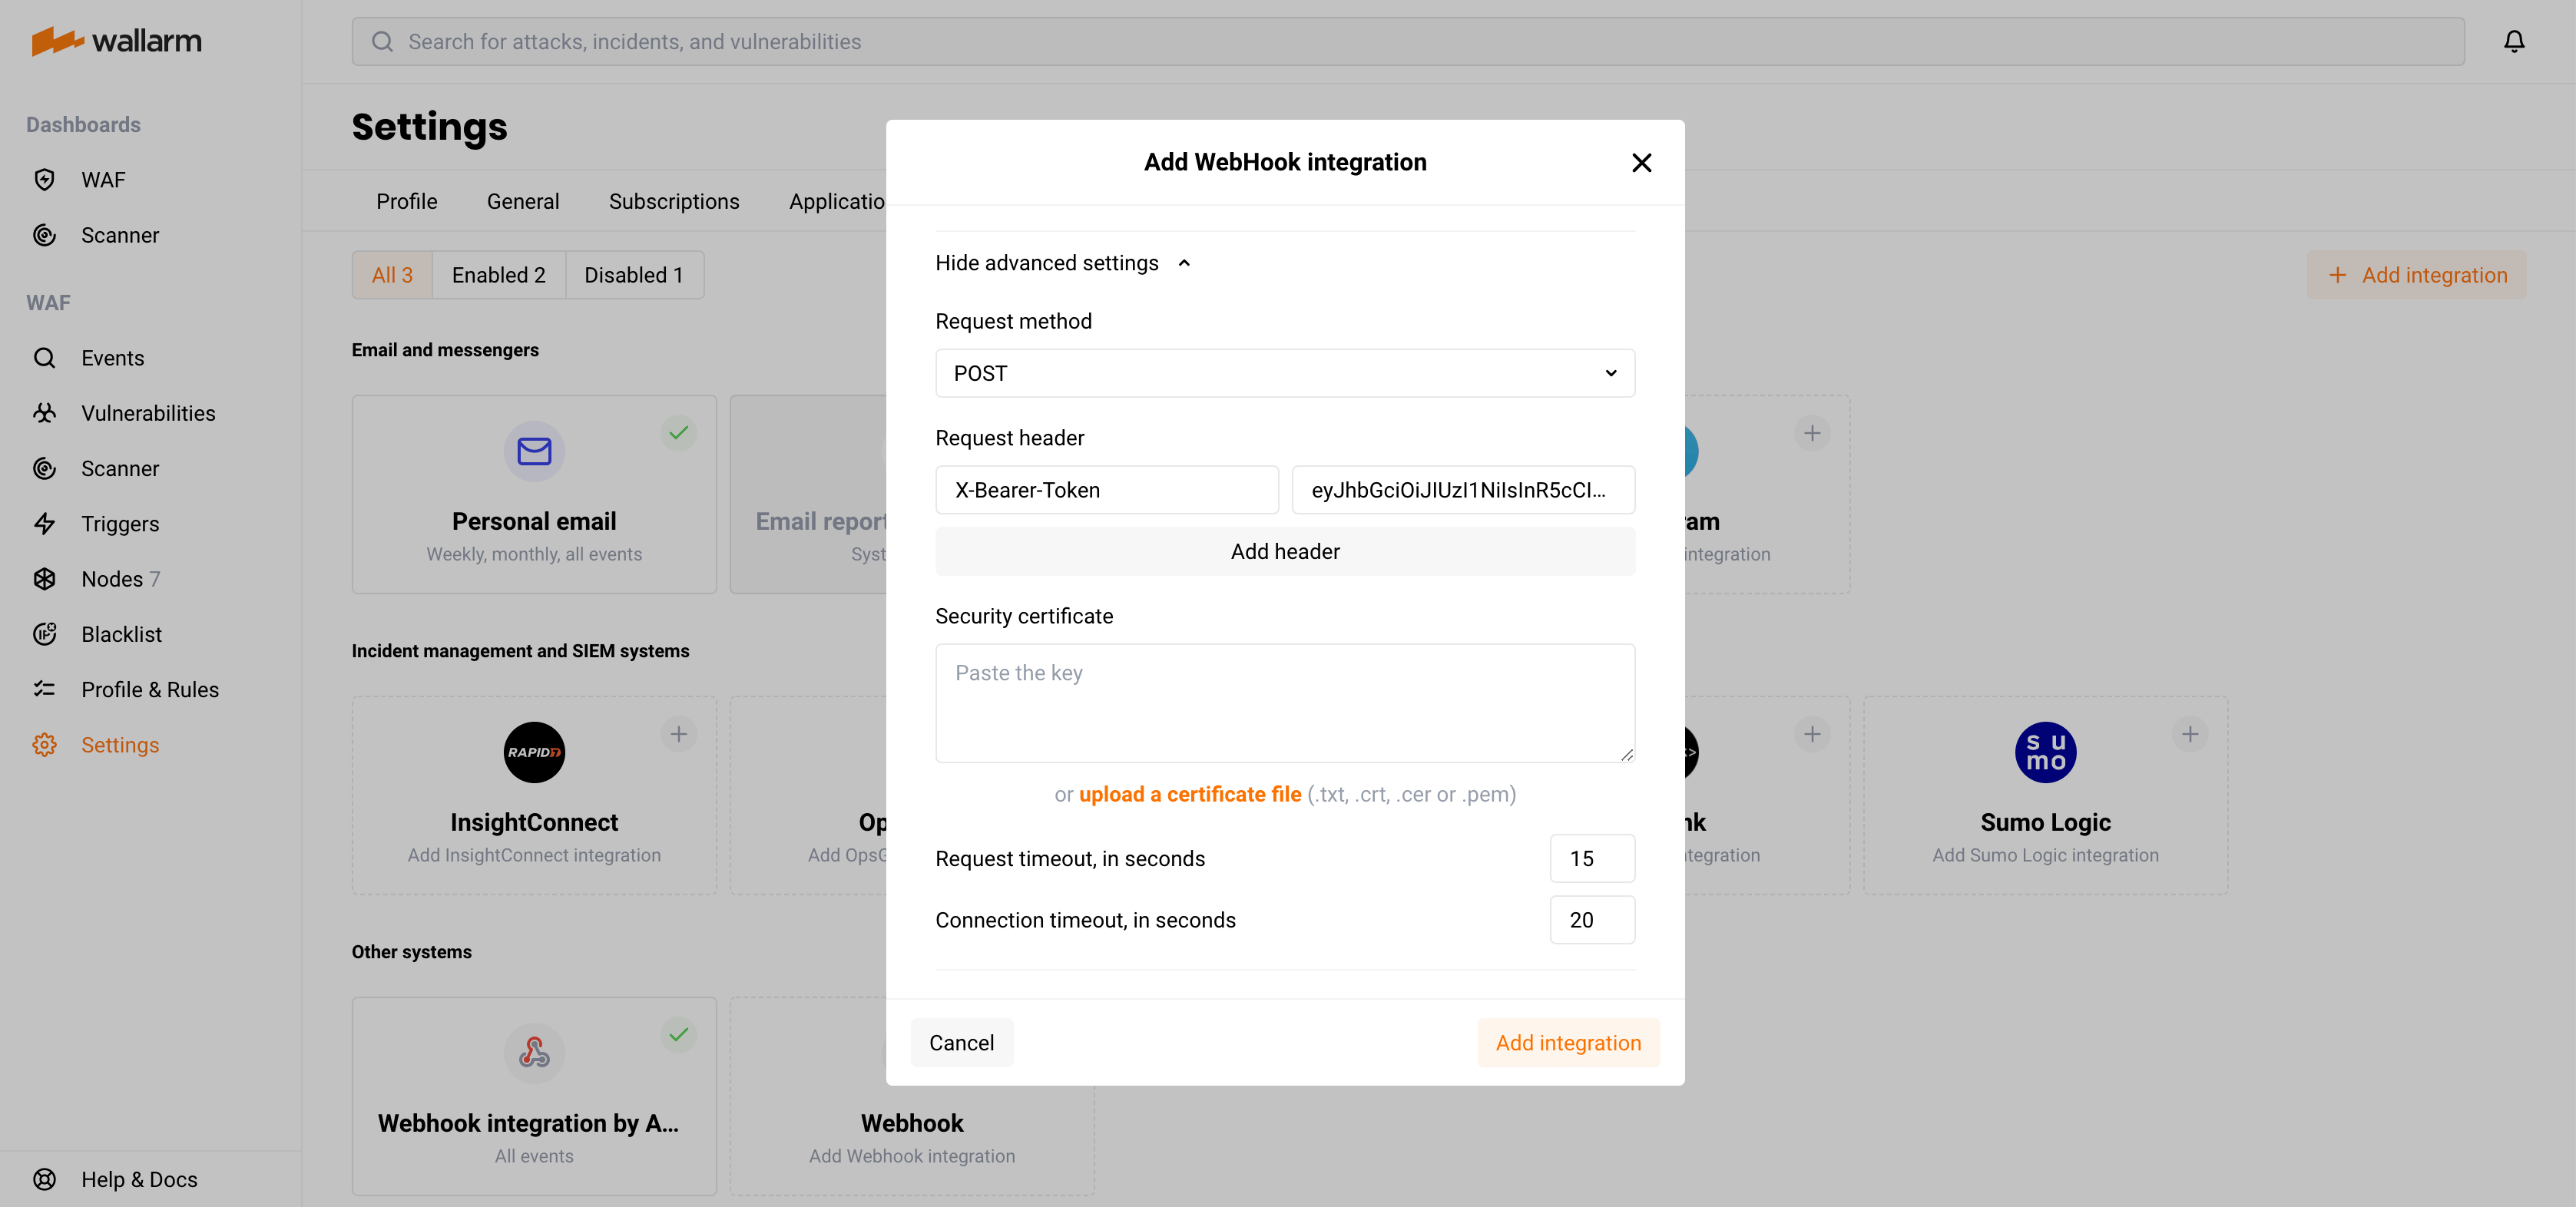 wallarm
Search for attacks, incidents, and vulnerabilities
Dashboards
WAF
Scanner
WAF
Events
Vulnerabilities
Scanner
Triggers
Nodes 7
Blacklist
Profile & Rules
Settings
Help & Docs
Settings
Profile General Subscriptions Applicatio
All 3 Enabled 2 Disabled 1
Add integration
Email and messengers
Personal email
Weekly, monthly, all events
Email report
Syst
am
integration
Incident management and SIEM systems
RAPID7
InsightConnect
Add InsightConnect integration
Op
Add OpsG
nk
tegration
sumo
Sumo Logic
Add Sumo Logic integration
Other systems
Webhook integration by A...
All events
Webhook
Add Webhook integration
Add WebHook integration
Hide advanced settings
Request method
POST
Request header
X-Bearer-Token eyJhbGciOiJIUzI1NiIsInR5cCI...
Add header
Security certificate
Paste the key
or upload a certificate file (.txt, .crt, .cer or .pem)
Request timeout, in seconds 15
Connection timeout, in seconds 20
Cancel Add integration